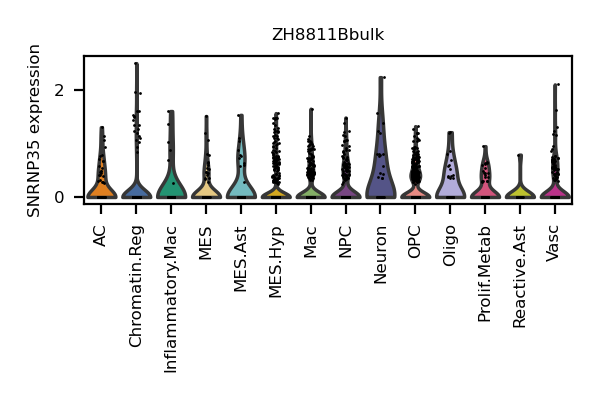 ZH8811Bbulk
SNRNP35 expression
2
0
AC
Chromatin.Reg
Inflammatory.Mac
MES
MES.Ast
MES.Hyp
Mac
NPC
Neuron
OPC
Oligo
Prolif.Metab
Reactive.Ast
Vasc